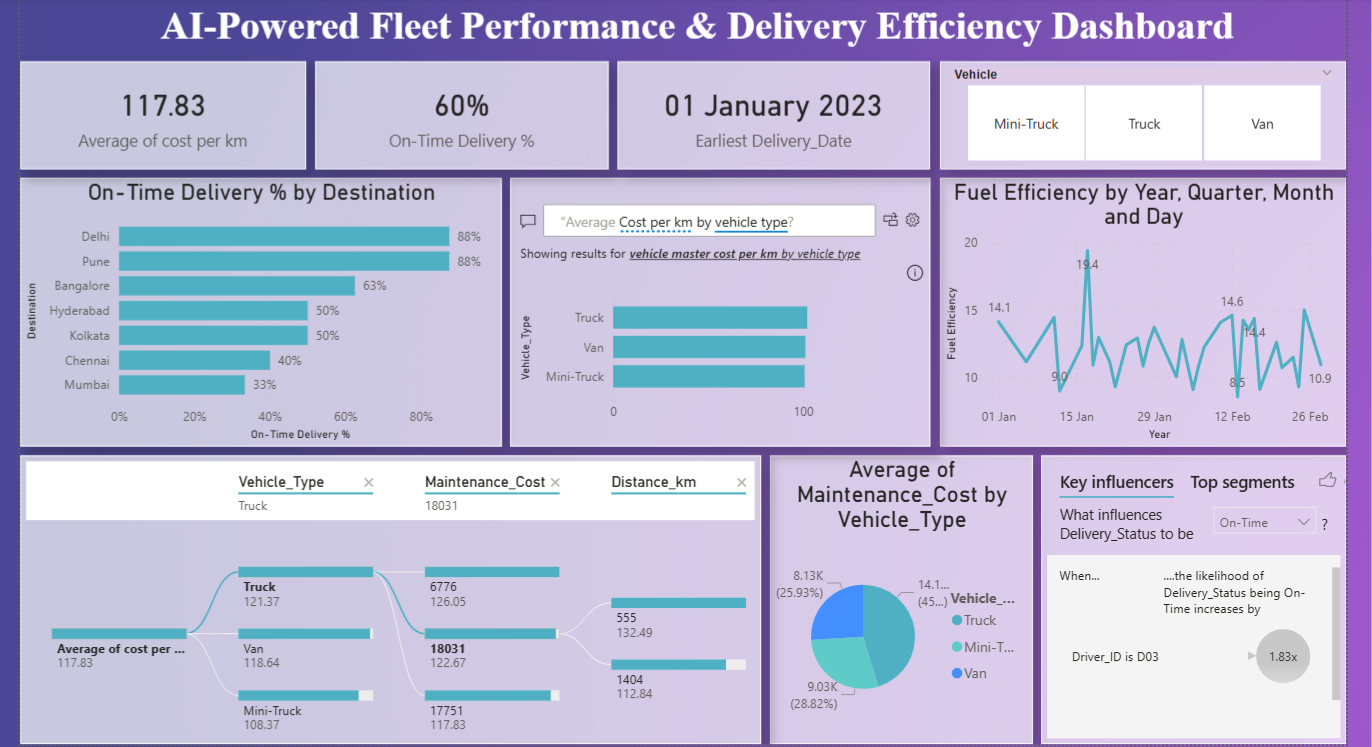 AI-Powered Fleet Performance & Delivery Efficiency Dashboard
117.83
Average of cost per km
60%
On-Time Delivery %
01 January 2023
Earliest Delivery_Date
Vehicle
Mini-Truck
Truck
Van
On-Time Delivery % by Destination
Destination
Delhi
88%
Pune
88%
Bangalore
63%
Hyderabad
50%
Kolkata
50%
Chennai
40%
Mumbai
33%
0% 20% 40% 60% 80%
On-Time Delivery %
"Average Cost per km by vehicle type?
Showing results for vehicle master cost per km by vehicle type
Vehicle_Type
Truck
Van
Mini-Truck
0 100
Fuel Efficiency by Year, Quarter, Month
and Day
Fuel Efficiency
20
15
10
14.1
9.0
19.4
14.6
8.5
14.4
10.9
01 Jan 15 Jan 29 Jan 12 Feb 26 Feb
Year
Vehicle_Type
Truck
Maintenance_Cost
18031
Distance_km
Average of cost per ...
117.83
Truck
121.37
Van
118.64
Mini-Truck
108.37
6776
126.05
18031
122.67
17751
117.83
555
132.49
1404
112.84
Average of
Maintenance_Cost by
Vehicle_Type
8.13K
(25.93%)
14.1...
(45...)
9.03K
(28.82%)
Vehicle_...
Truck
Mini-T...
Van
Key influencers
Top segments
What influences
Delivery_Status to be
On-Time
?
When...
....the likelihood of
Delivery_Status being On-
Time increases by
Driver_ID is D03
1.83x